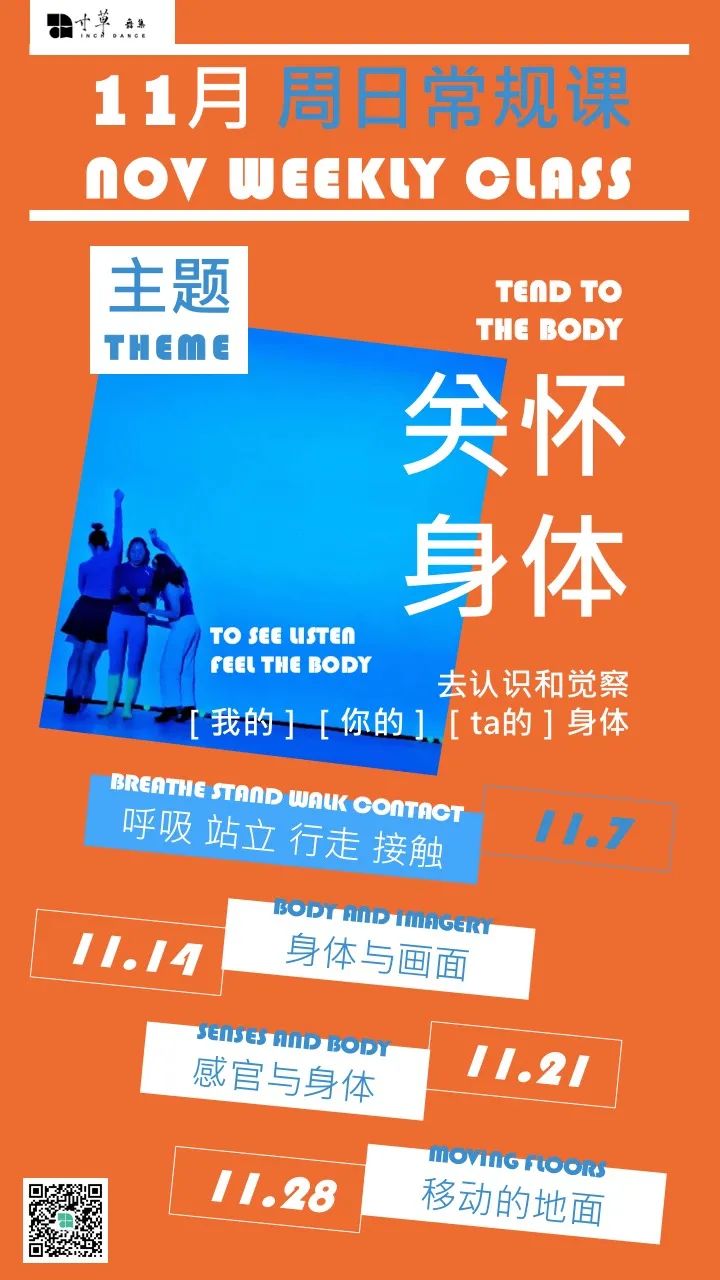 寸草 舞集
INCH DANCE
11月 周日常规课
NOV WEEKLY CLASS
主题
THEME
TEND TO
THE BODY
关怀
身体
TO SEE LISTEN
FEEL THE BODY
去认识和觉察
[ 我的 ] [ 你的 ] [ ta的 ] 身体
BREATHE STAND WALK CONTACT
呼吸 站立 行走 接触
11.7
BODY AND IMAGERY
11.14
身体与画面
SENSES AND BODY
感官与身体
11.21
MOVING FLOORS
11.28
移动的地面